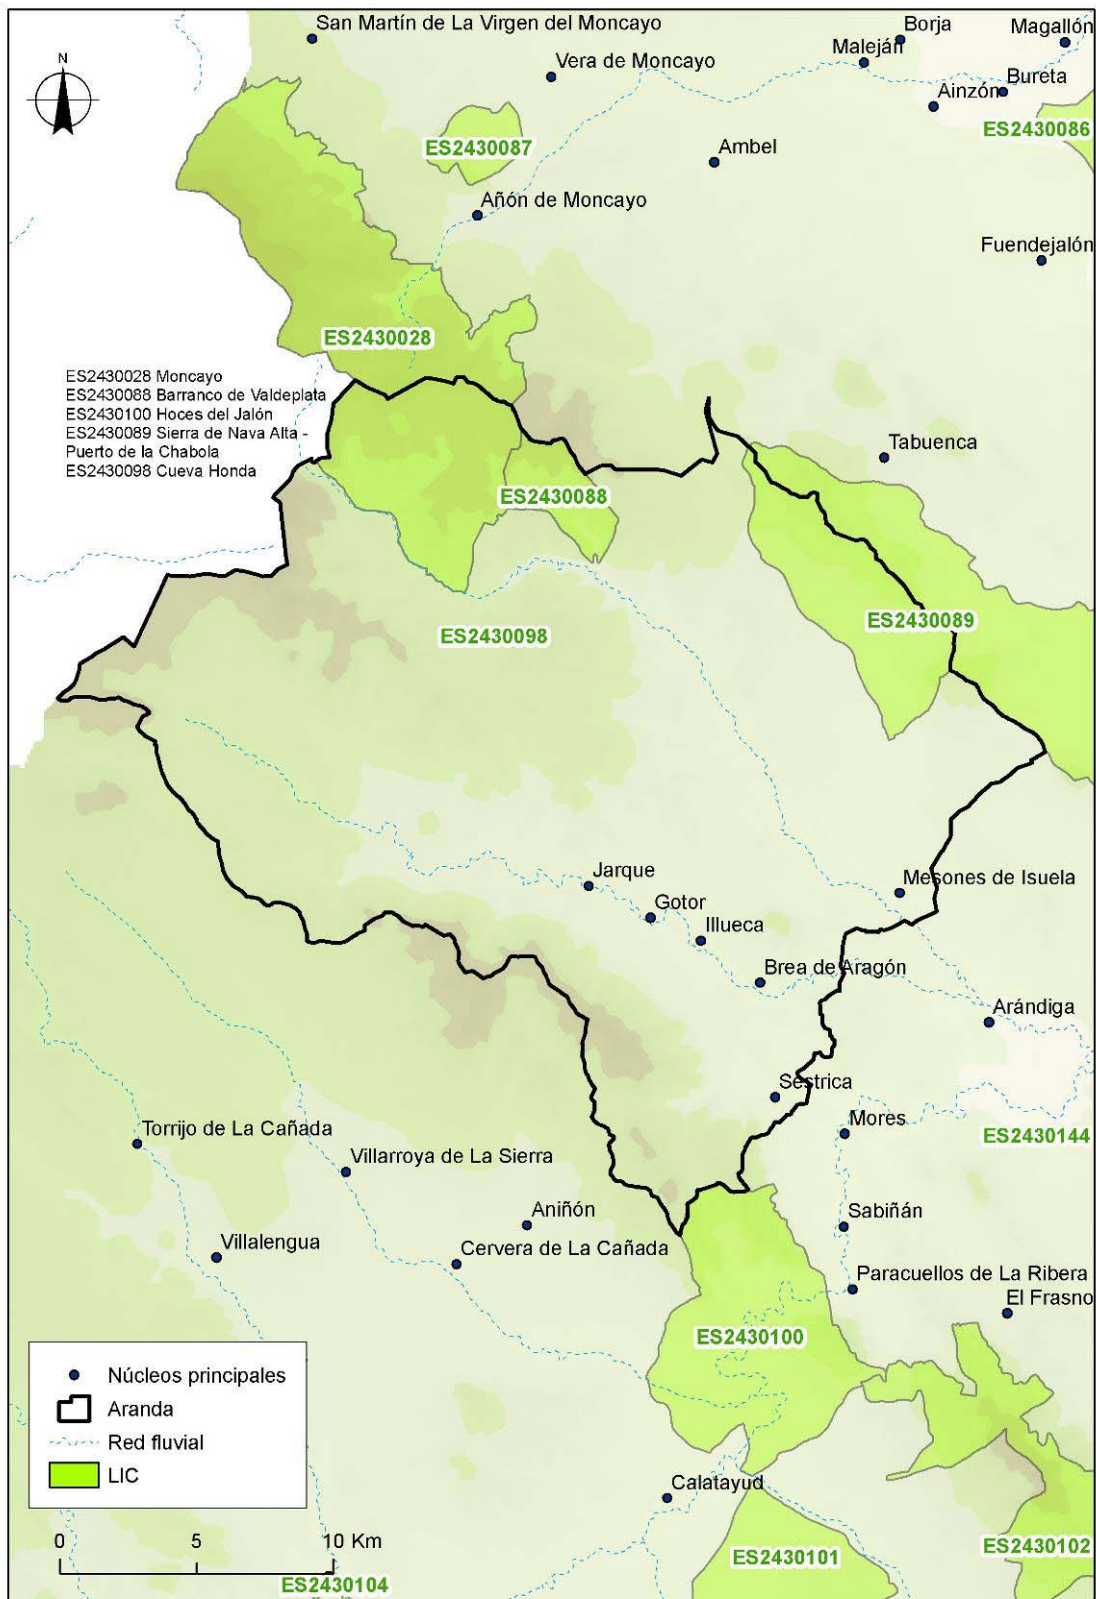 San Martín de La Virgen del Moncayo
Borja
Magallón
N
Vera de Moncayo
Maleján
Bureta
Ainzón
ES2430086
ES2430087
Ambel
Añón de Moncayo
Fuendejalón
ES2430028
ES2430028 Moncayo
ES2430088 Barranco de Valdeplata
ES2430100 Hoces del Jalón
ES2430089 Sierra de Nava Alta -
Puerto de la Chabola
ES2430098 Cueva Honda
Tabuenca
ES2430088
ES2430089
ES2430098
Jarque
Mesones de Isuela
Gotor
Illueca
Brea de Aragón
Arándiga
Sestrica
Mores
ES2430144
Torrijo de La Cañada
Villarroya de La Sierra
Aniñón
Sabiñán
Villalengua
Cervera de La Cañada
Paracuellos de La Ribera
El Frasno
ES2430100
Núcleos principales
Aranda
Red fluvial
LIC
Calatayud
0 5 10 Km
ES2430101
ES2430102
ES2430104